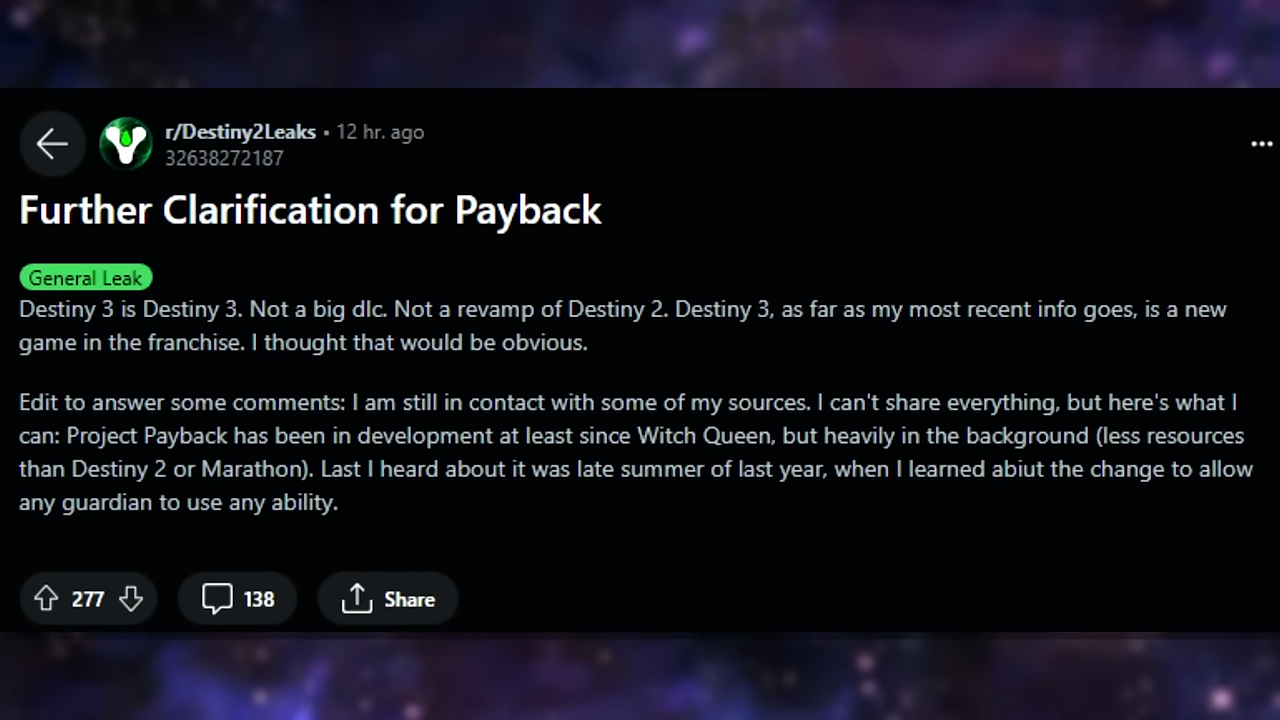 r/Destiny2Leaks • 12 hr. ago
32638272187
Further Clarification for Payback
General Leak
Destiny 3 is Destiny 3. Not a big dlc. Not a revamp of Destiny 2. Destiny 3, as far as my most recent info goes, is a new
game in the franchise. I thought that would be obvious.
Edit to answer some comments: I am still in contact with some of my sources. I can't share everything, but here's what I
can: Project Payback has been in development at least since Witch Queen, but heavily in the background (less resources
than Destiny 2 or Marathon). Last I heard about it was late summer of last year, when I learned abiut the change to allow
any guardian to use any ability.
277
138
Share